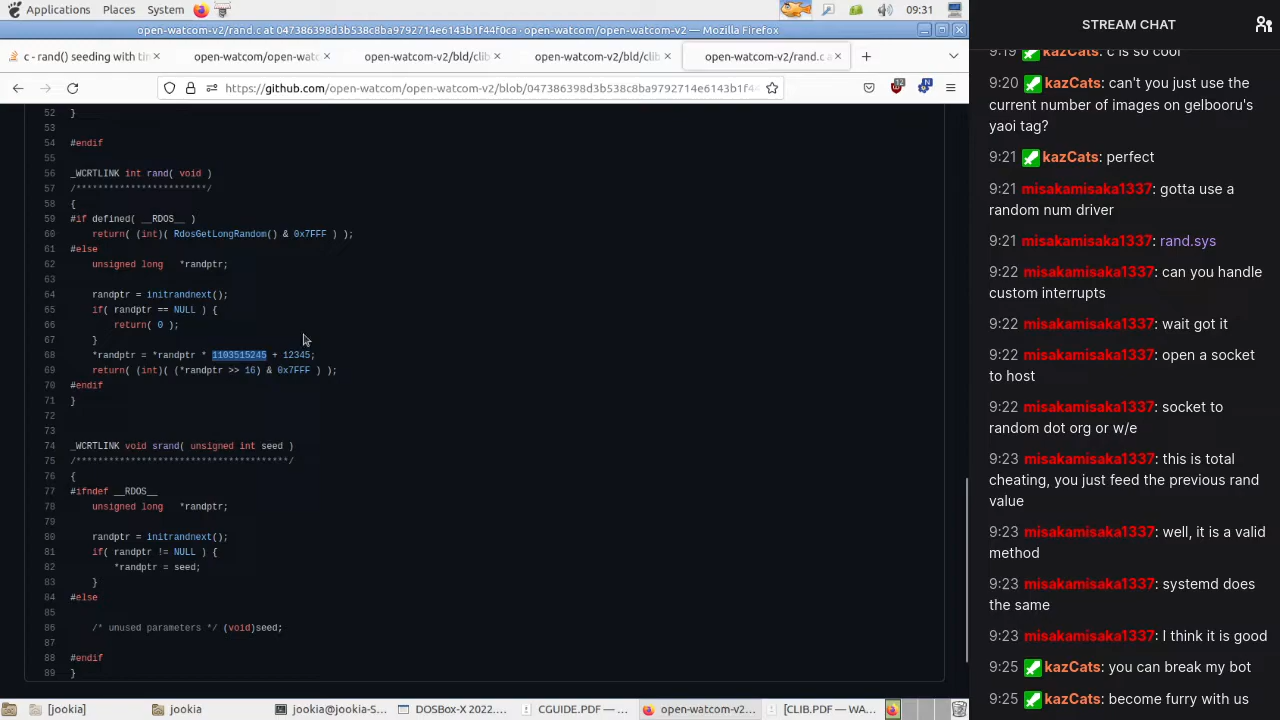 Applications Places System 09:31
open-watcom-v2/rand.c at 047386398d3b538c8ba9792714e6143b1f44f0ca · open-watcom/open-watcom-v2 — Mozilla Firefox
c - rand() seeding with tir × open-watcom/open-watc × open-watcom-v2/bld/clib × open-watcom-v2/bld/clib × open-watcom-v2/rand.c a ×
https://github.com/open-watcom/open-watcom-v2/blob/047386398d3b538c8ba9792714e6143b1f4 12 N
52 }
53
54 #endif
55
56 _WCRTLINK int rand( void )
57 /************************/
58 {
59 #if defined( __RDOS__ )
60 return( (int)( RdosGetLongRandom() & 0x7FFF ) );
61 #else
62 unsigned long *randptr;
63
64 randptr = initrandnext();
65 if( randptr == NULL ) {
66 return( 0 );
67 }
68 *randptr = *randptr * 1103515245 + 12345;
69 return( (int)( (*randptr >> 16) & 0x7FFF ) );
70 #endif
71 }
72
73
74 _WCRTLINK void srand( unsigned int seed )
75 /***************************************/
76 {
77 #ifndef __RDOS__
78 unsigned long *randptr;
79
80 randptr = initrandnext();
81 if( randptr != NULL ) {
82 *randptr = seed;
83 }
84 #else
85
86 /* unused parameters */ (void)seed;
87
88 #endif
89 }
[jookia] jookia jookia@jookia-S... DOSBox-X 2022.... CGUIDE.PDF — ... open-watcom-v2... [CLIB.PDF — WA...
STREAM CHAT
9:19 kazCats: c is so cool
9:20 kazCats: can't you just use the
current number of images on gelbooru's
yaoi tag?
9:21 kazCats: perfect
9:21 misakamisaka1337: gotta use a
random num driver
9:21 misakamisaka1337: rand.sys
9:22 misakamisaka1337: can you handle
custom interrupts
9:22 misakamisaka1337: wait got it
9:22 misakamisaka1337: open a socket
to host
9:22 misakamisaka1337: socket to
random dot org or w/e
9:23 misakamisaka1337: this is total
cheating, you just feed the previous rand
value
9:23 misakamisaka1337: well, it is a valid
method
9:23 misakamisaka1337: systemd does
the same
9:23 misakamisaka1337: I think it is good
9:25 kazCats: you can break my bot
9:25 kazCats: become furry with us